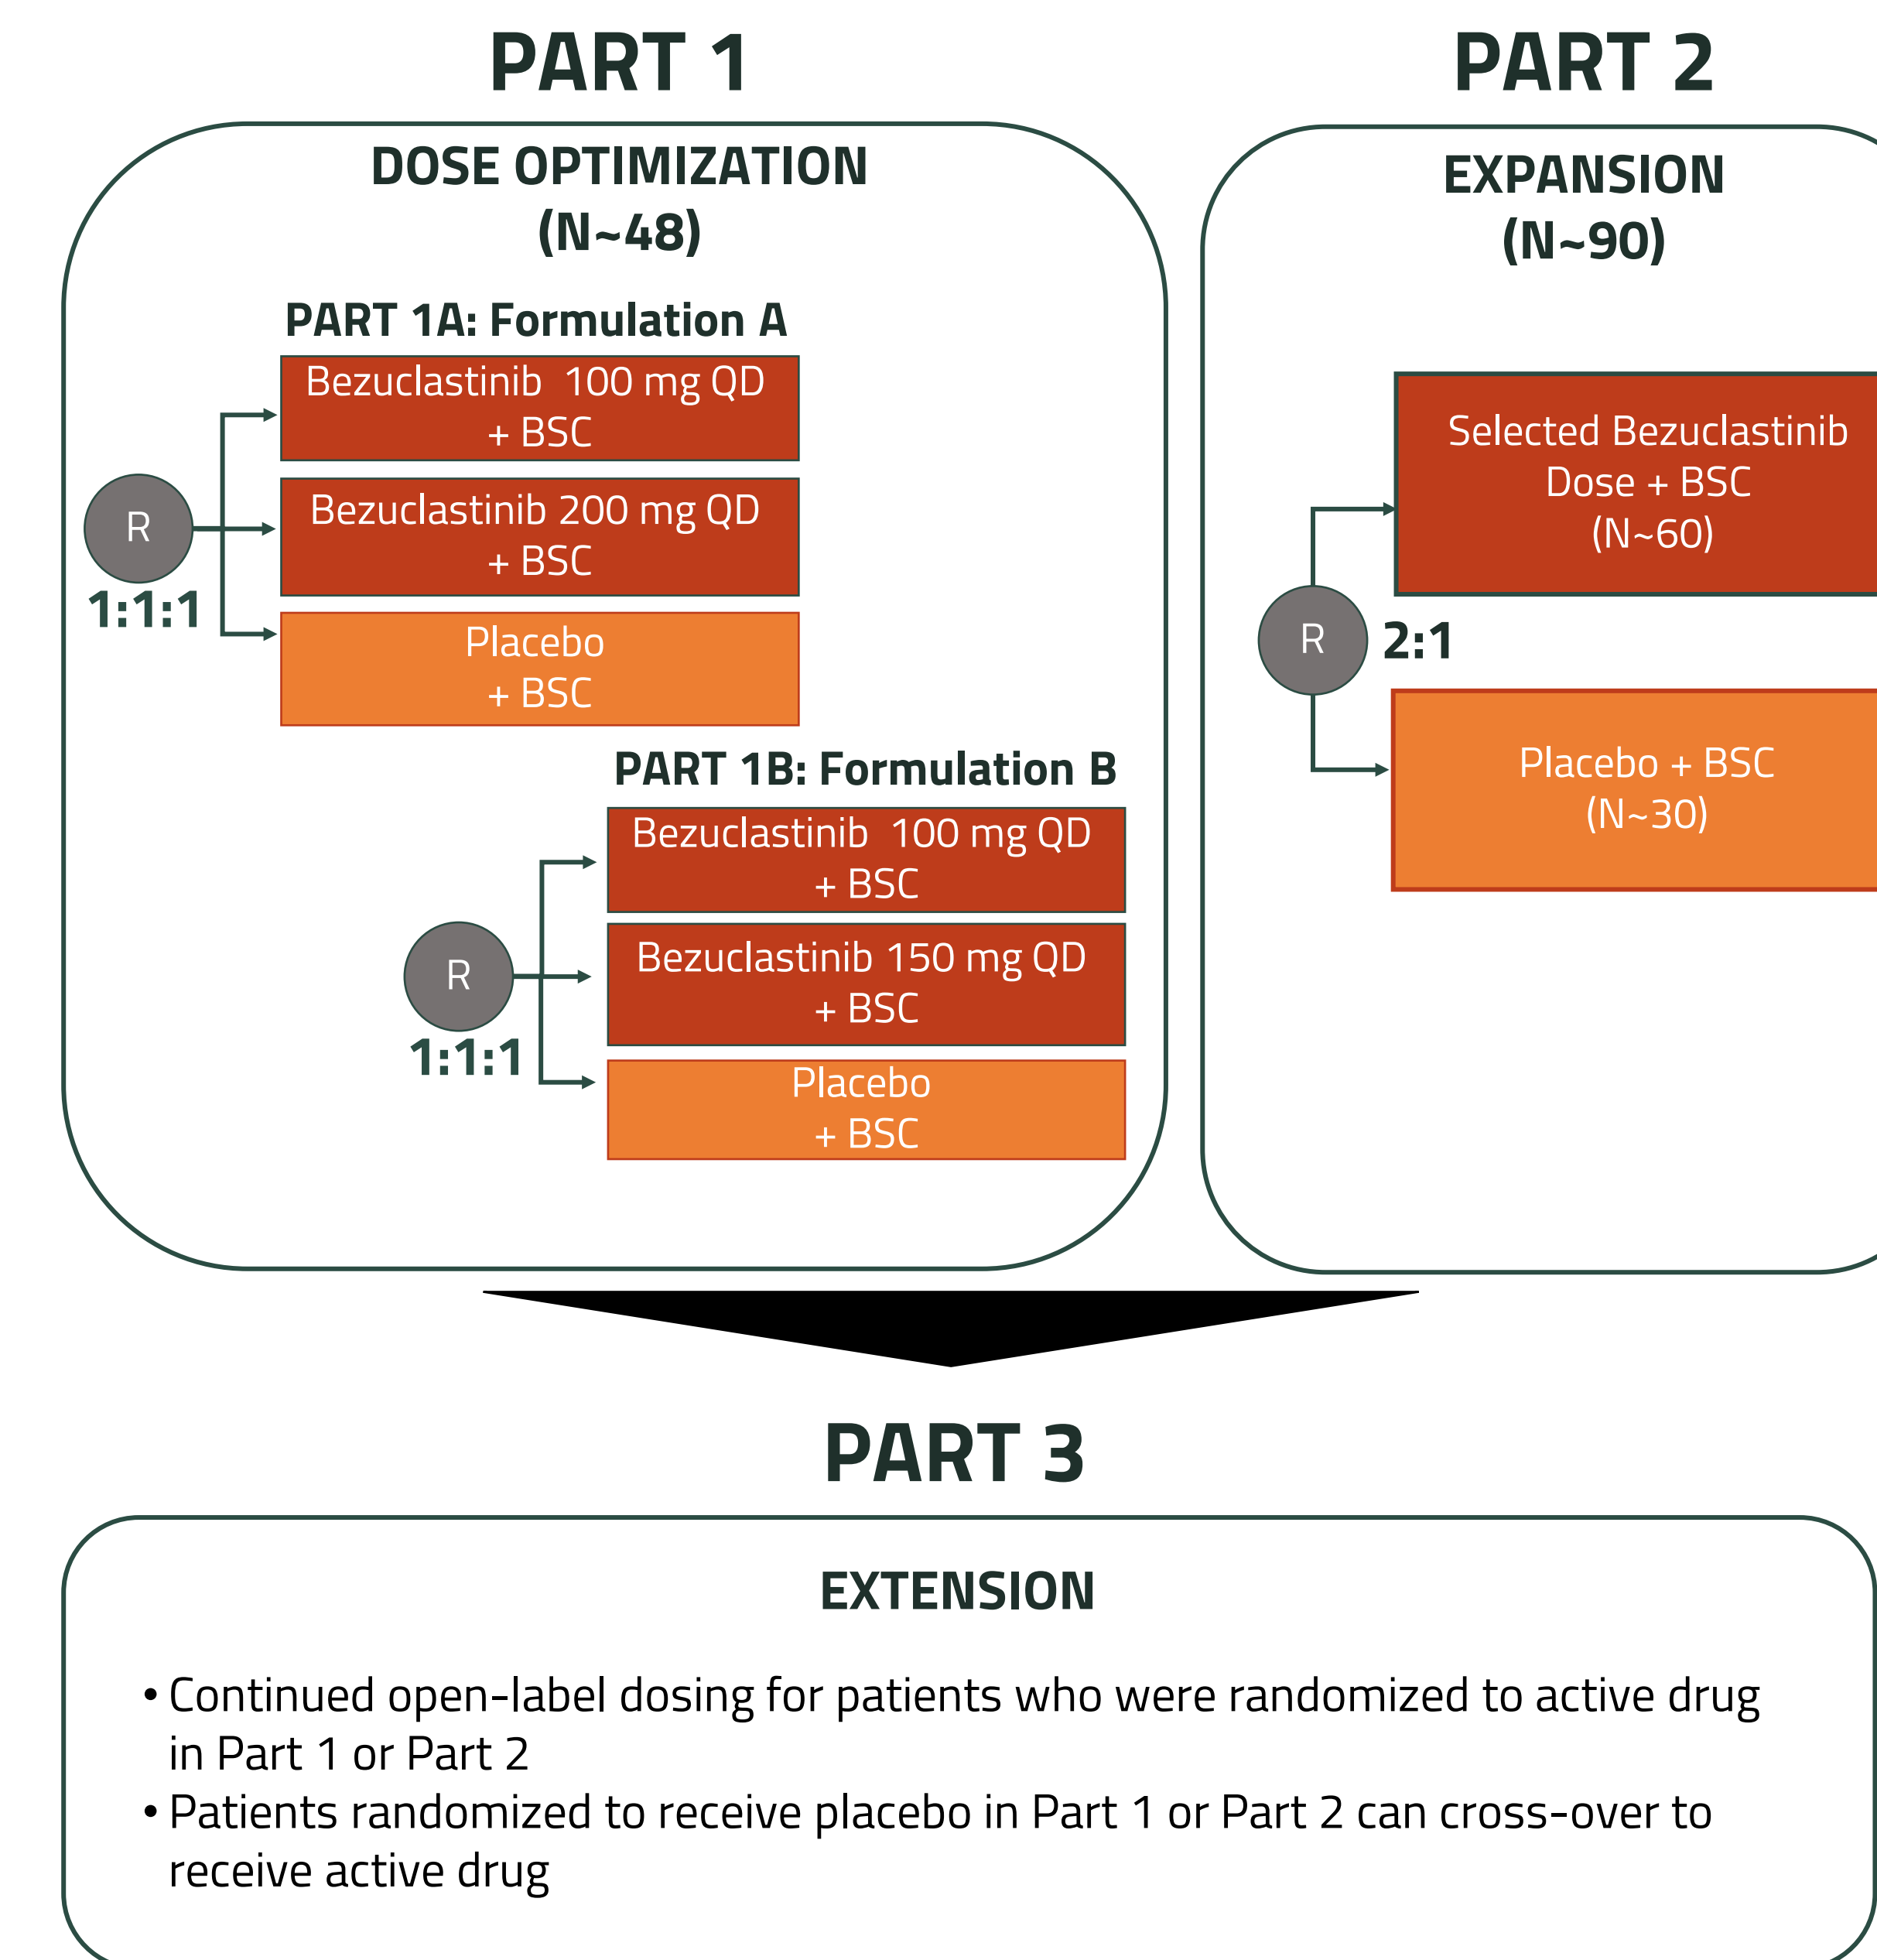 PART 1
DOSE OPTIMIZATION
(N~48)
PART 1A: Formulation A
Bezuclastinib 100 mg QD
+ BSC
Bezuclastinib 200 mg QD
+ BSC
Placebo
+ BSC
R
1:1:1
PART 1B: Formulation B
Bezuclastinib 100 mg QD
+ BSC
Bezuclastinib 150 mg QD
+ BSC
Placebo
+ BSC
R
1:1:1
PART 2
EXPANSION
(N~90)
Selected Bezuclastinib
Dose + BSC
(N~60)
R
2:1
Placebo + BSC
(N~30)
PART 3
EXTENSION
• Continued open-label dosing for patients who were randomized to active drug
in Part 1 or Part 2
• Patients randomized to receive placebo in Part 1 or Part 2 can cross-over to
receive active drug